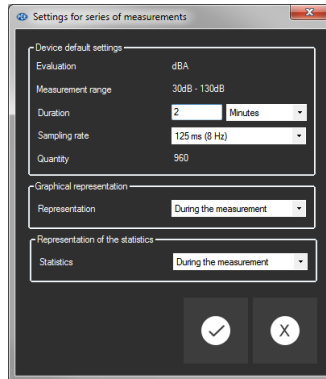 Settings for series of measurements
Device default settings
Evaluation dBA
Measurement range 30dB - 130dB
Duration 2 Minutes
Sampling rate 125 ms (8 Hz)
Quantity 960
Graphical representation
Representation During the measurement
Representation of the statistics
Statistics During the measurement